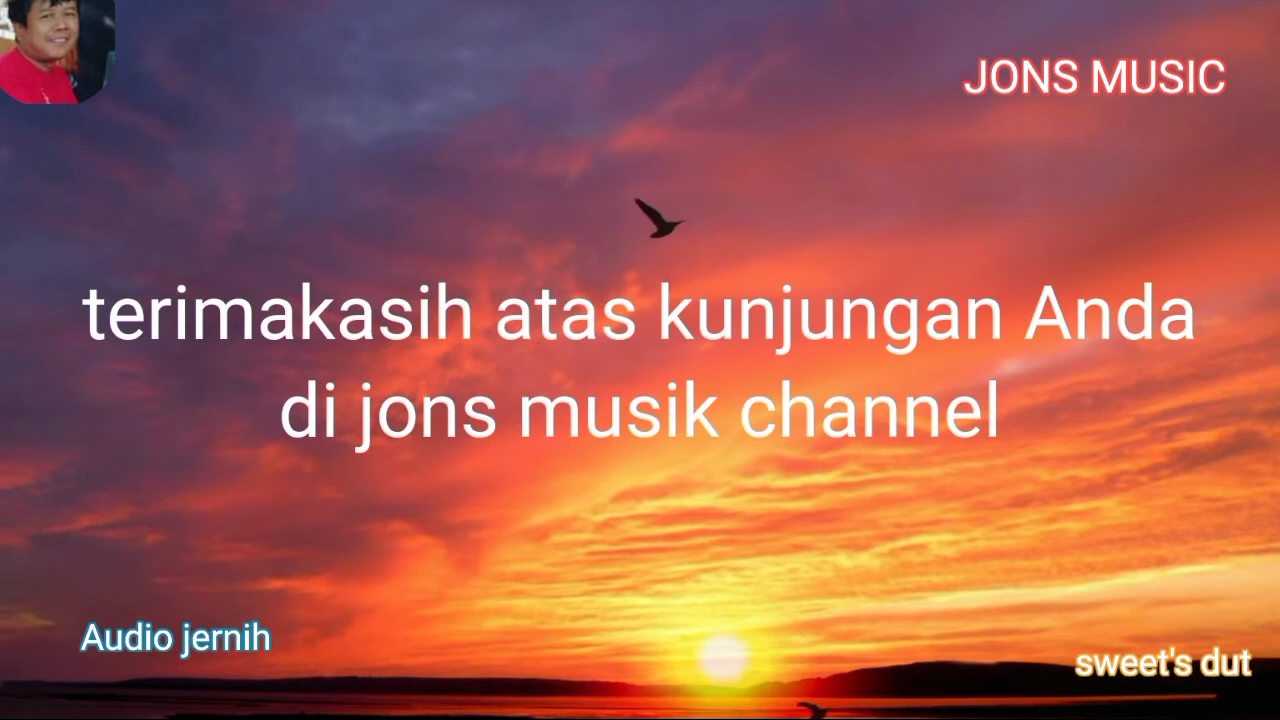 JONS MUSIC
terimakasih atas kunjungan Anda
di jons musik channel
Audio jernih
sweet's dut